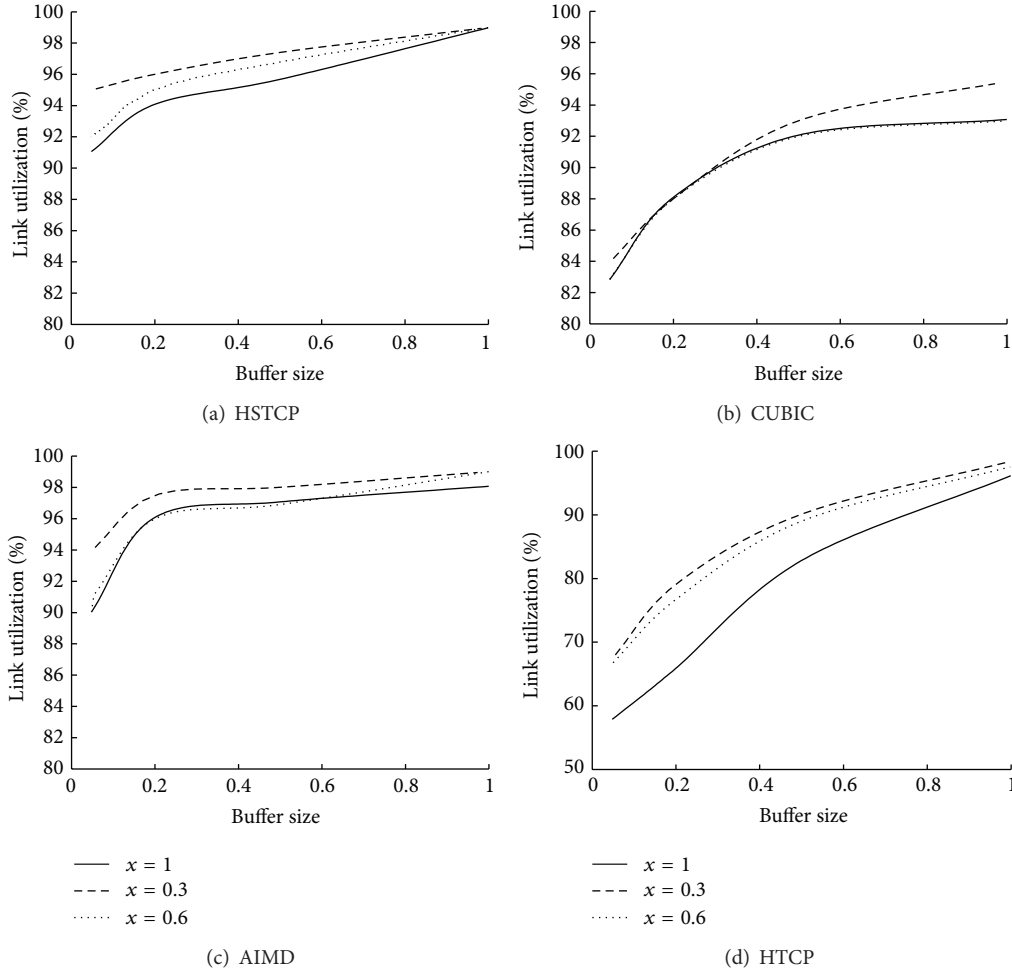 100
98
96
94
92
90
88
86
84
82
80
Link utilization (%)
0 0.2 0.4 0.6 0.8 1
Buffer size
(a) HSTCP
100
98
96
94
92
90
88
86
84
82
80
Link utilization (%)
0 0.2 0.4 0.6 0.8 1
Buffer size
(b) CUBIC
100
98
96
94
92
90
88
86
84
82
80
Link utilization (%)
0 0.2 0.4 0.6 0.8 1
Buffer size
x = 1
x = 0.3
x = 0.6
(c) AIMD
100
90
80
70
60
50
Link utilization (%)
0 0.2 0.4 0.6 0.8 1
Buffer size
x = 1
x = 0.3
x = 0.6
(d) HTCP